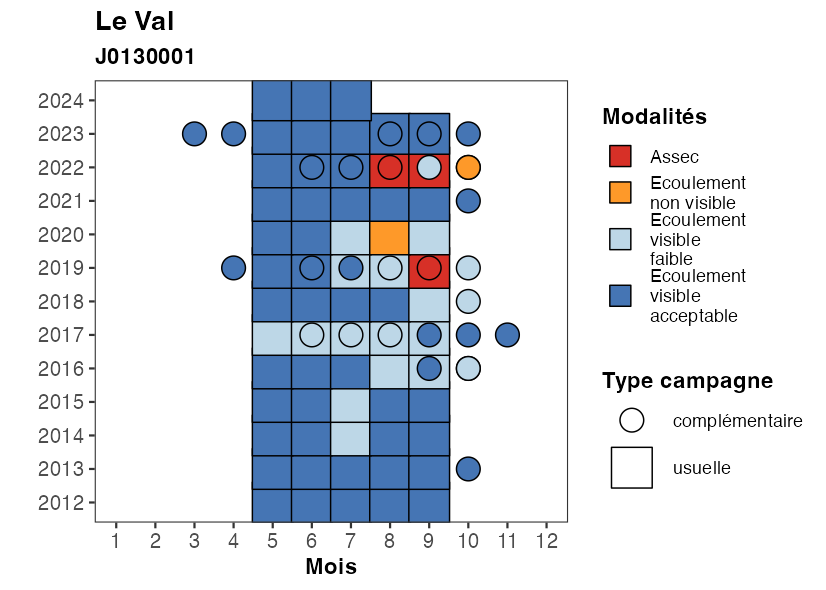 Le Val
J0130001
2024
2023
2022
2021
2020
2019
2018
2017
2016
2015
2014
2013
2012
1 2 3 4 5 6 7 8 9 10 11 12
Mois
Modalités
Assec
Ecoulement
non visible
Ecoulement
visible
faible
Ecoulement
visible
acceptable
Type campagne
complémentaire
usuelle